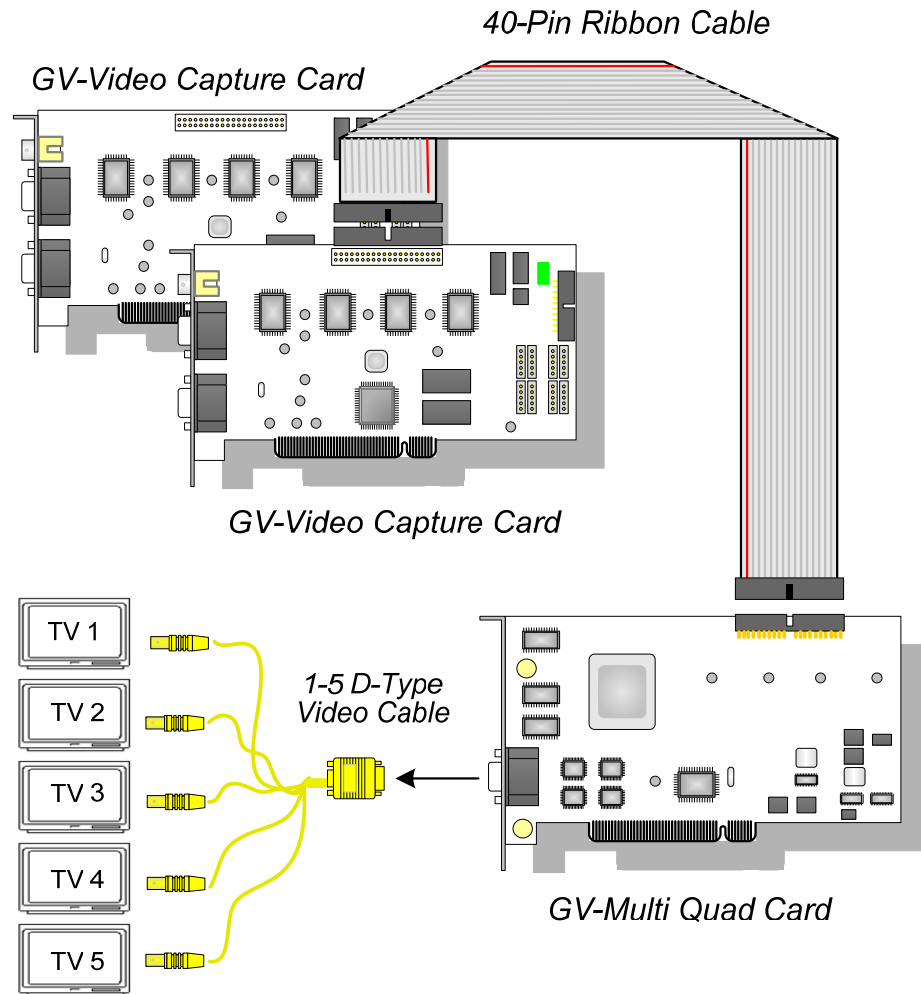 40-Pin Ribbon Cable
GV-Video Capture Card
GV-Video Capture Card
TV 1
TV 2
TV 3
TV 4
TV 5
1-5 D-Type
Video Cable
GV-Multi Quad Card